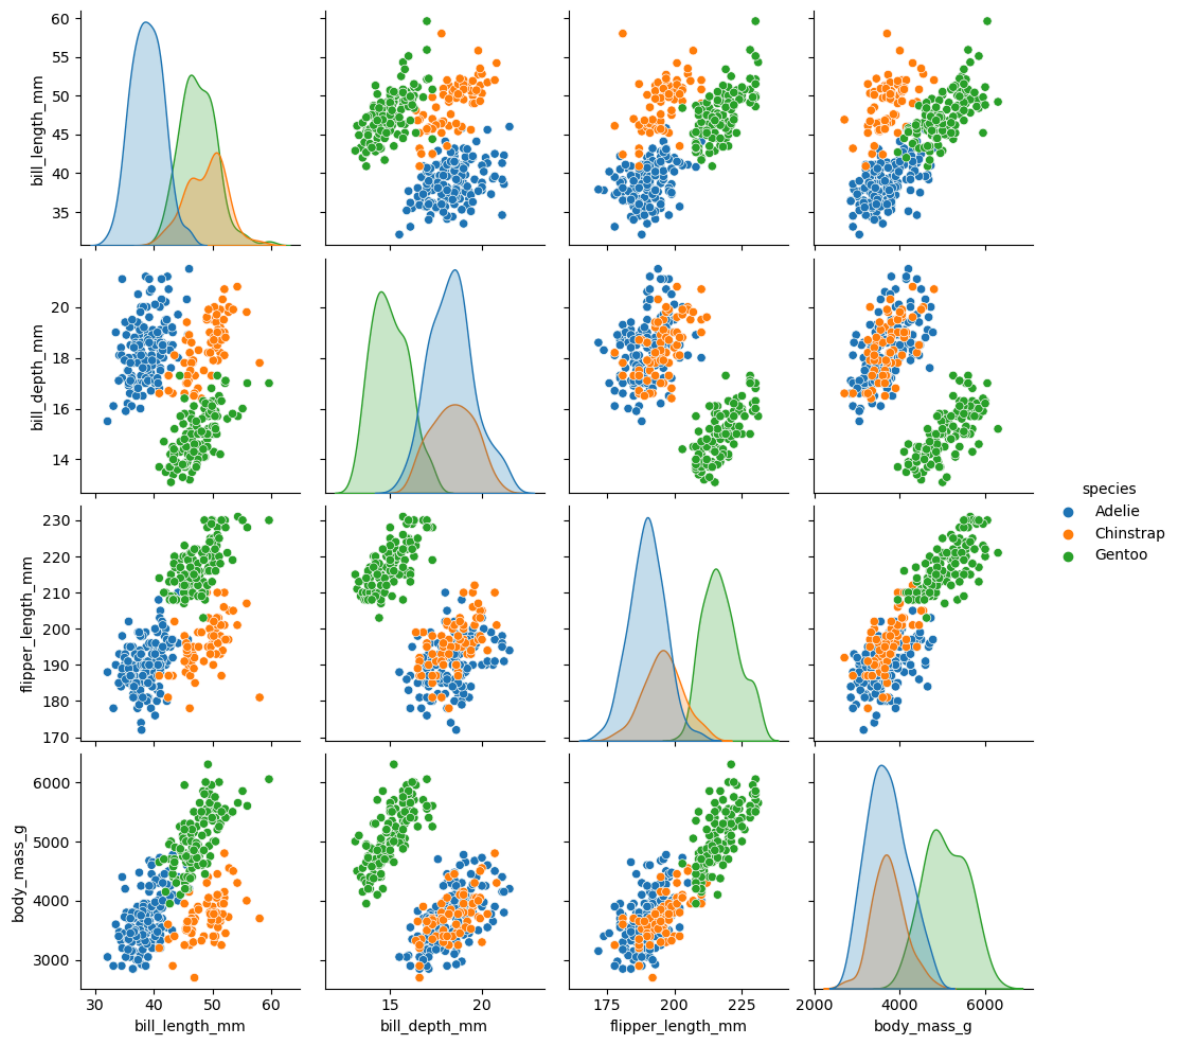 60
55
50
45
40
35
bill_length_mm
20
18
16
14
bill_depth_mm
species
Adelie
Chinstrap
Gentoo
230
220
210
200
190
180
170
flipper_length_mm
6000
5000
4000
3000
body_mass_g
30 40 50 60 15 20 175 200 225 2000 4000 6000
bill_length_mm bill_depth_mm flipper_length_mm body_mass_g